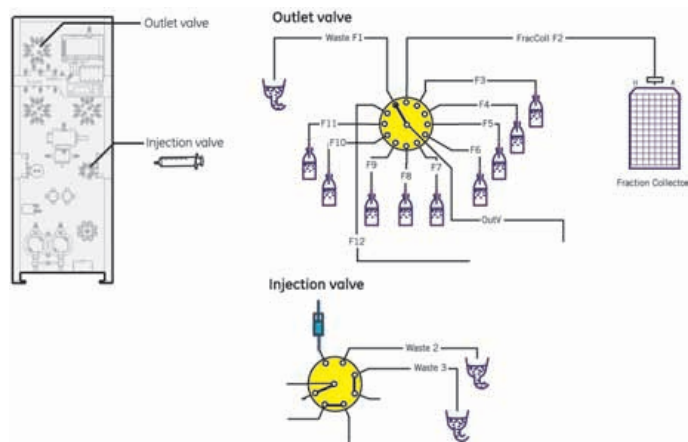 Outlet valve
Injection valve
Outlet valve
Waste F1
FracColl F2
F3
F4
F5
F6
F7
F8
F9
F10
F11
F12
OutV
H
A
Fraction Collector
Injection valve
Waste 2
Waste 3